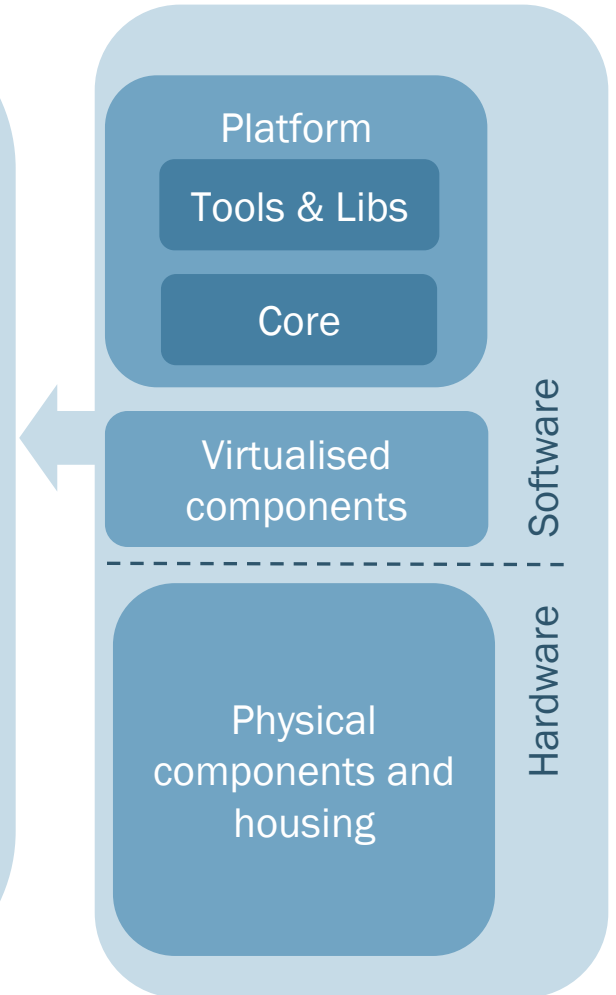 Platform
Tools & Libs
Core
Virtualised
components
Software
Hardware
Physical
components and
housing